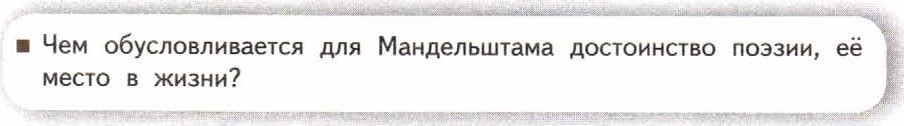 ■ Чем обусловливается для Мандельштама достоинство поэзии, её
место в жизни?